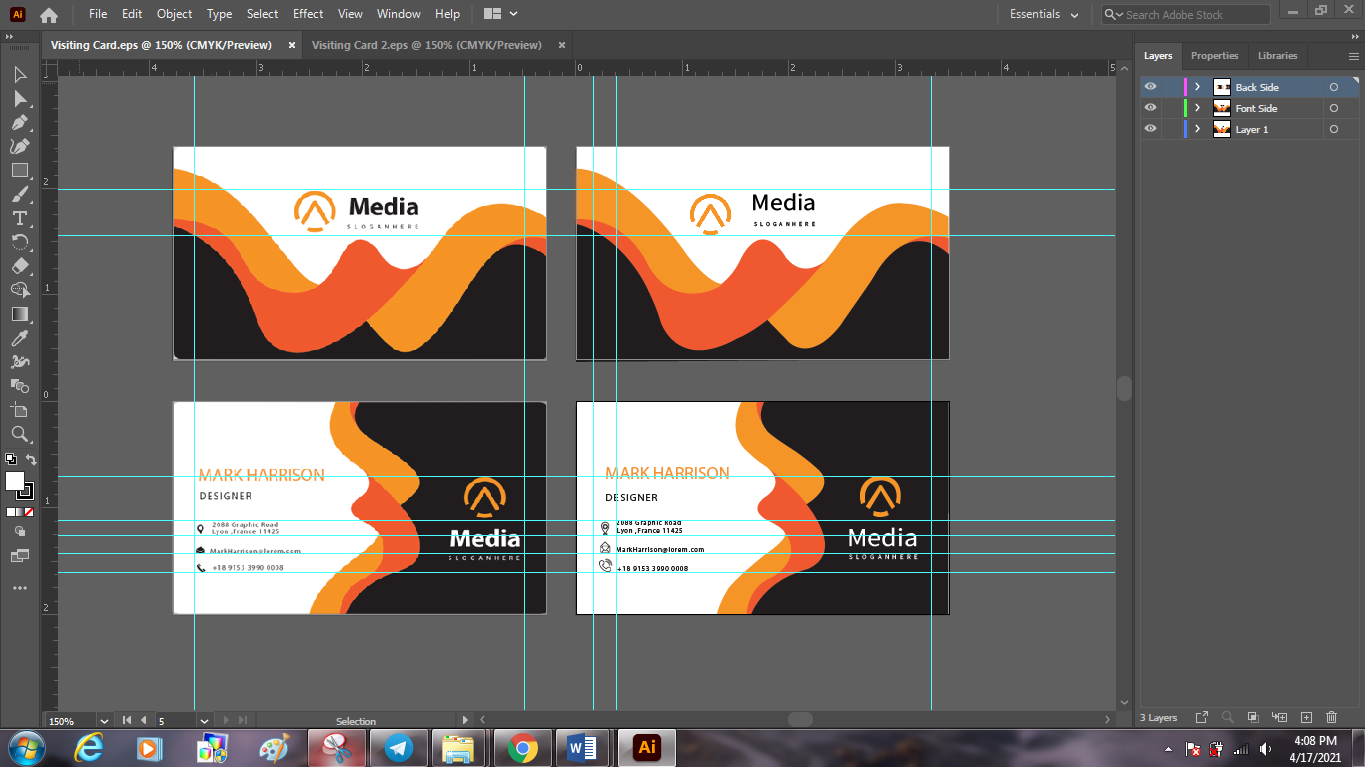 File Edit Object Type Select Effect View Window Help
Essentials
Search Adobe Stock
Visiting Card.eps @ 150% (CMYK/Preview) × Visiting Card 2.eps @ 150% (CMYK/Preview) ×
Layers Properties Libraries
4 3 2 1 0 1 2 3 4 5
Back Side
Font Side
Layer 1
2
1
0
1
2
Media
SLOGANHERE
Media
SLOGANHERE
MARK HARRISON
DESIGNER
2088 Graphic Road
Lyon ,France 11425
MarkHarrison@lorem.com
+18 9153 3990 0008
Media
SLOGANHERE
MARK HARRISON
DESIGNER
2088 Graphic Road
Lyon ,France 11425
MarkHarrison@lorem.com
+18 9153 3990 0008
Media
SLOGANHERE
150% 5 Selection
3 Layers
Ai
4:08 PM
4/17/2021